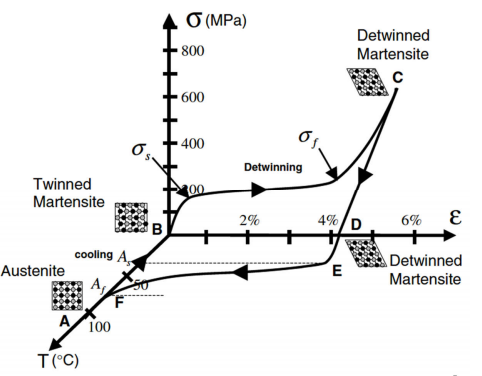 σ (MPa)
800
600
400
200
Detwinned
Martensite
C
σs
σf
Detwinning
Twinned
Martensite
B
2%
4%
6%
ε
D
cooling
As
Detwinned
Martensite
E
Austenite
Af
50
F
A
100
T (°C)